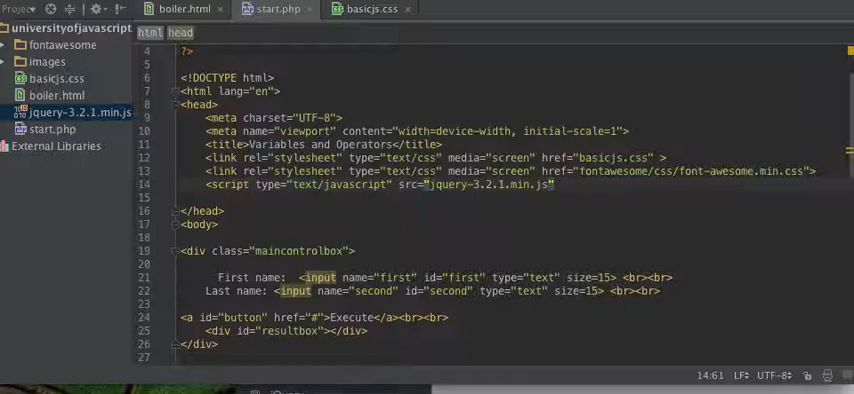 Project
boiler.html
start.php
basicjs.css
universityofjavascript
fontawesome
images
basicjs.css
boiler.html
jquery-3.2.1.min.js
start.php
External Libraries
html head
4 ?>
5
6 <!DOCTYPE html>
7 <html lang="en">
8 <head>
9 <meta charset="UTF-8">
10 <meta name="viewport" content="width=device-width, initial-scale=1">
11 <title>Variables and Operators</title>
12 <link rel="stylesheet" type="text/css" media="screen" href="basicjs.css" >
13 <link rel="stylesheet" type="text/css" media="screen" href="fontawesome/css/font-awesome.min.css">
14 <script type="text/javascript" src="jquery-3.2.1.min.js"
15
16 </head>
17 <body>
18
19 <div class="maincontrolbox">
20
21 First name: <input name="first" id="first" type="text" size=15> <br><br>
22 Last name: <input name="second" id="second" type="text" size=15> <br><br>
23
24 <a id="button" href="#">Execute</a><br><br>
25 <div id="resultbox"></div>
26 </div>
27
14:61 LF UTF-8